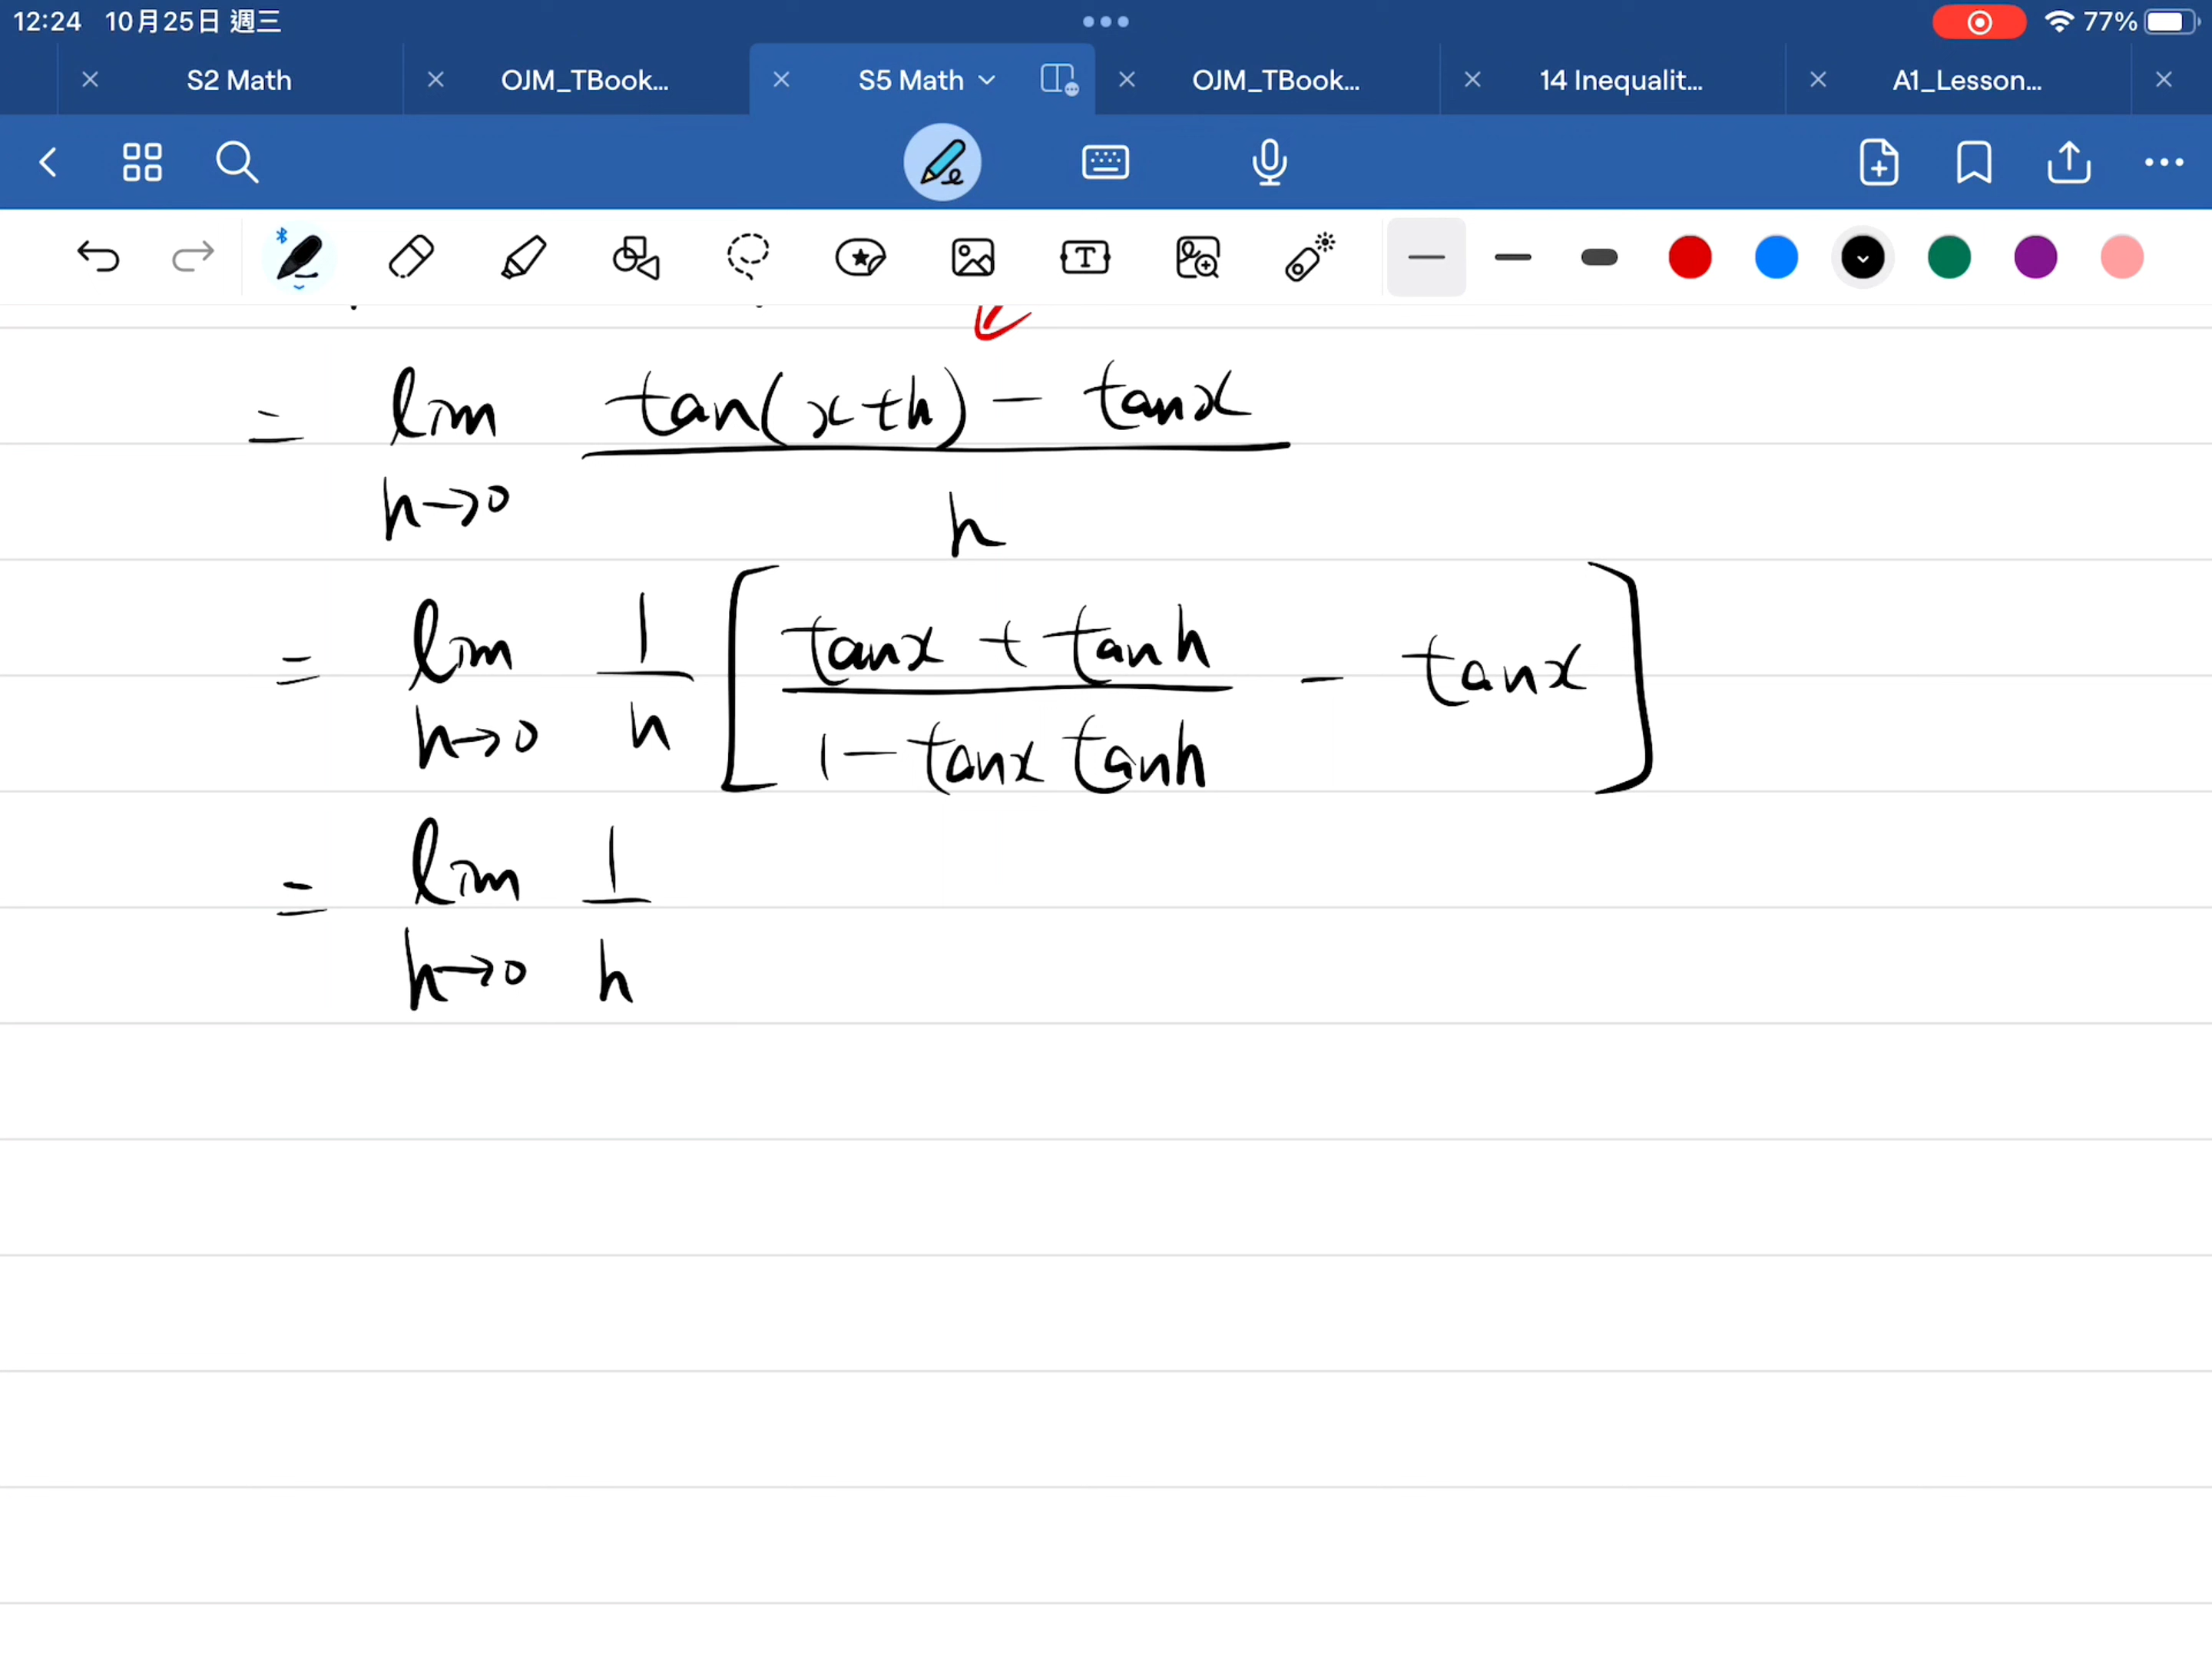 12:24 10月25日 週三 77%
S2 Math OJM_TBook... S5 Math OJM_TBook... 14 Inequalit... A1_Lesson...
= lim tan(x+h) - tanx
h→0 h
= lim 1 [ tanx + tanh - tanx ]
h→0 h 1 - tanx tanh
= lim 1
h→0 h